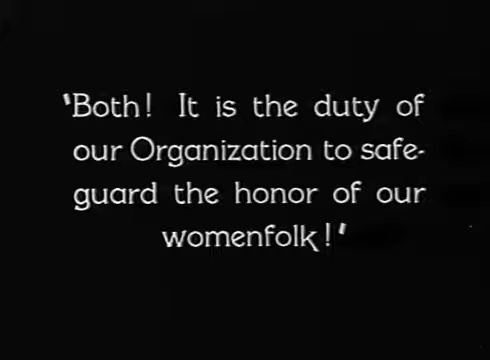 "Both! It is the duty of
our Organization to safe-
guard the honor of our
womenfolk!"